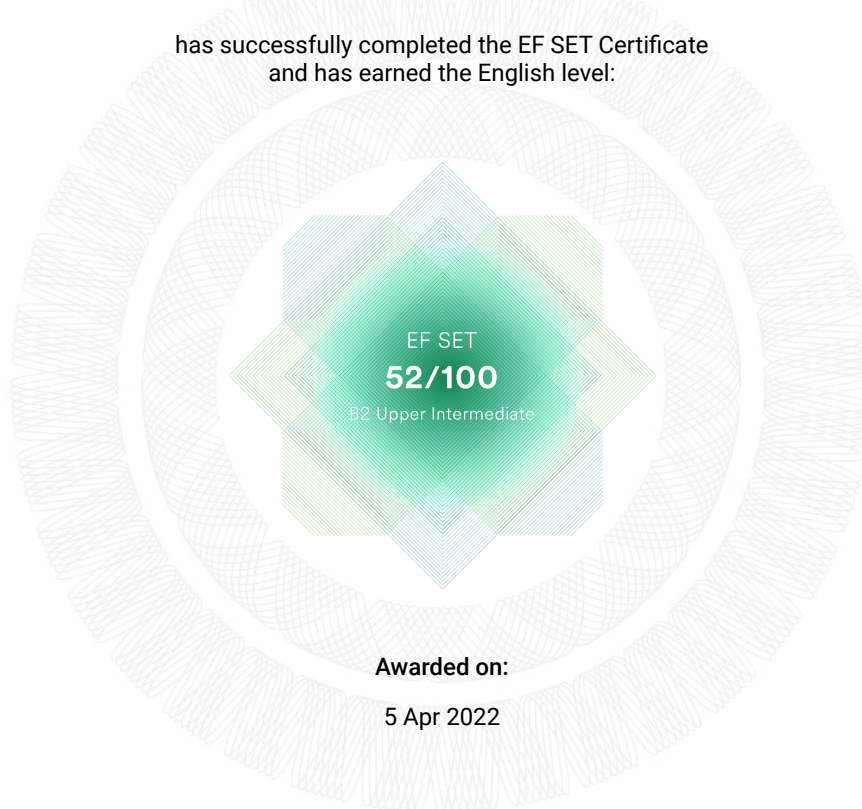 has successfully completed the EF SET Certificate
and has earned the English level:
EF SET
52/100
B2 Upper Intermediate
Awarded on:
5 Apr 2022